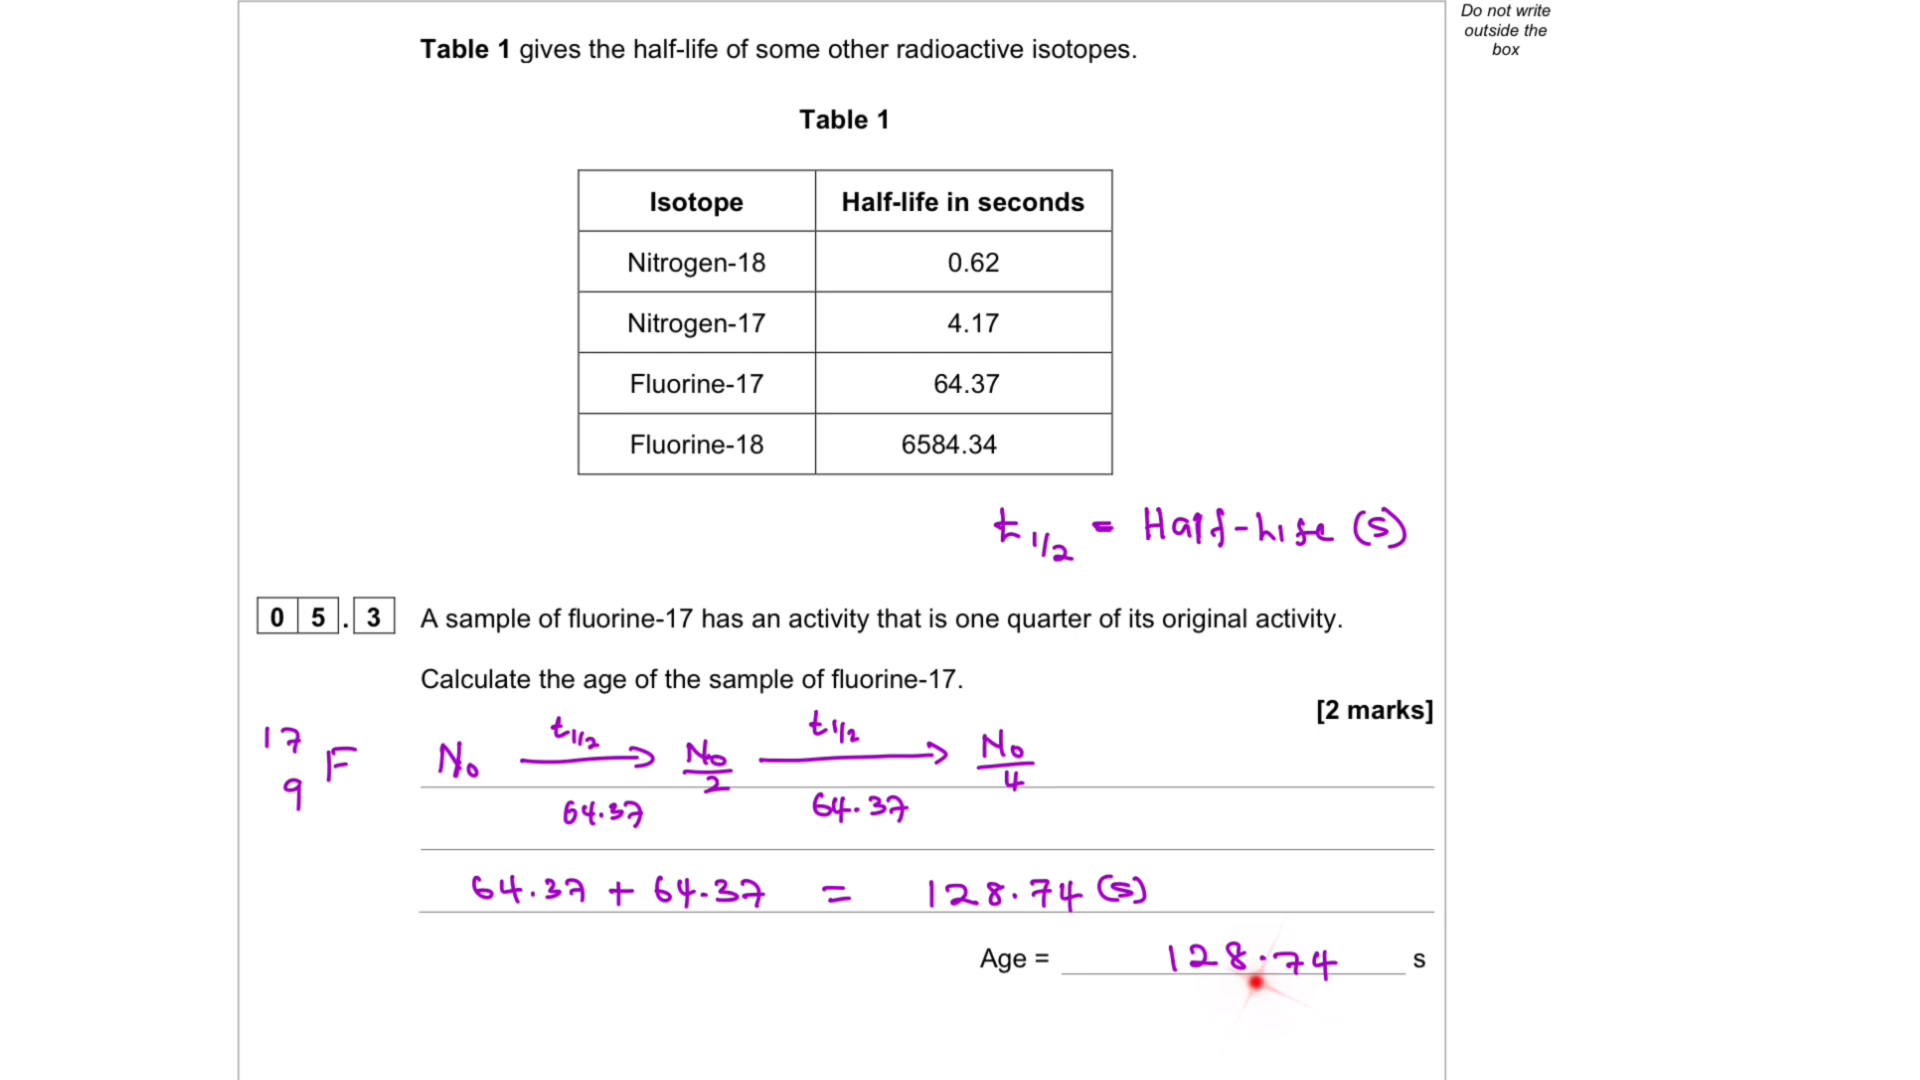 Do not write
outside the
box
Table 1 gives the half-life of some other radioactive isotopes.
Table 1
Isotope Half-life in seconds
Nitrogen-18 0.62
Nitrogen-17 4.17
Fluorine-17 64.37
Fluorine-18 6584.34
t 1/2 = Half-life (s)
0 5 . 3 A sample of fluorine-17 has an activity that is one quarter of its original activity.
Calculate the age of the sample of fluorine-17.
[2 marks]
17 9 F N₀ t1/2 → N₀/2 t1/2 → N₀/4
64.37 64.37
64.37 + 64.37 = 128.74 (s)
Age = 128.74 s